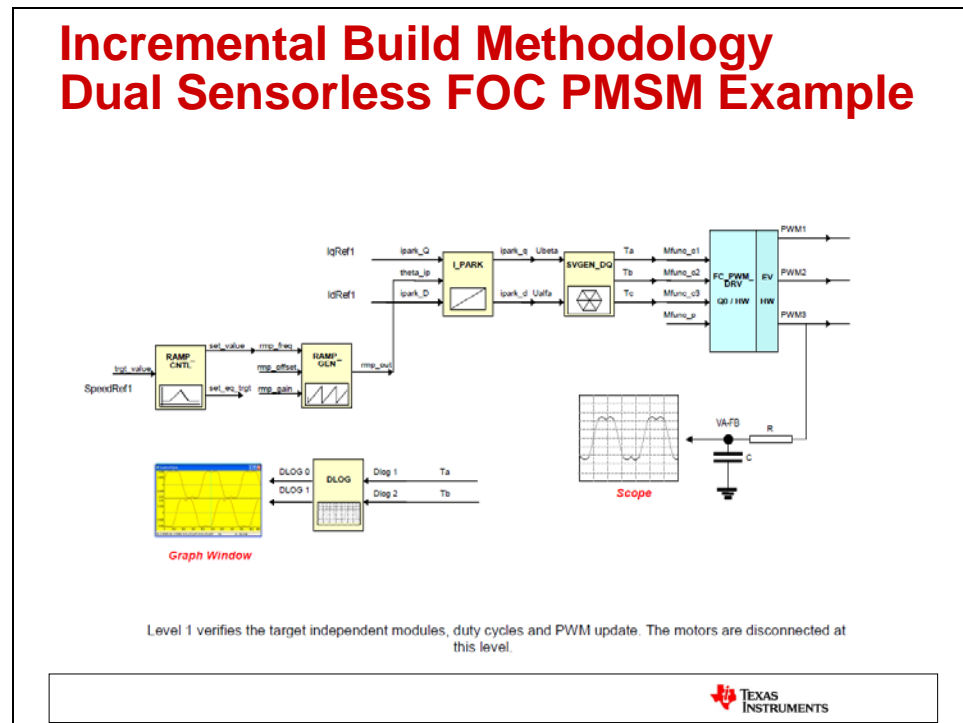 Incremental Build Methodology
Dual Sensorless FOC PMSM Example
IqRef1
ipark_Q
theta_ip
IdRef1
ipark_D
I_PARK
ipark_q Ubeta
ipark_d Ualfa
SVGEN_DQ
Ta
Tb
Tc
Mfunc_c1
Mfunc_c2
Mfunc_c3
Mfunc_p
FC_PWM_
DRV
Q0 / HW
EV
HW
PWM1
PWM2
PWM3
trgt_value
SpeedRef1
RAMP_
CNTL
set_value
set_eq_trgt
rmp_freq
rmp_offset
rmp_gain
RAMP_
GEN
rmp_out
VA-FB
R
C
Scope
DLOG 0
DLOG 1
DLOG
Dlog 1
Dlog 2
Ta
Tb
Graph Window
Level 1 verifies the target independent modules, duty cycles and PWM update. The motors are disconnected at
this level.
TEXAS
INSTRUMENTS